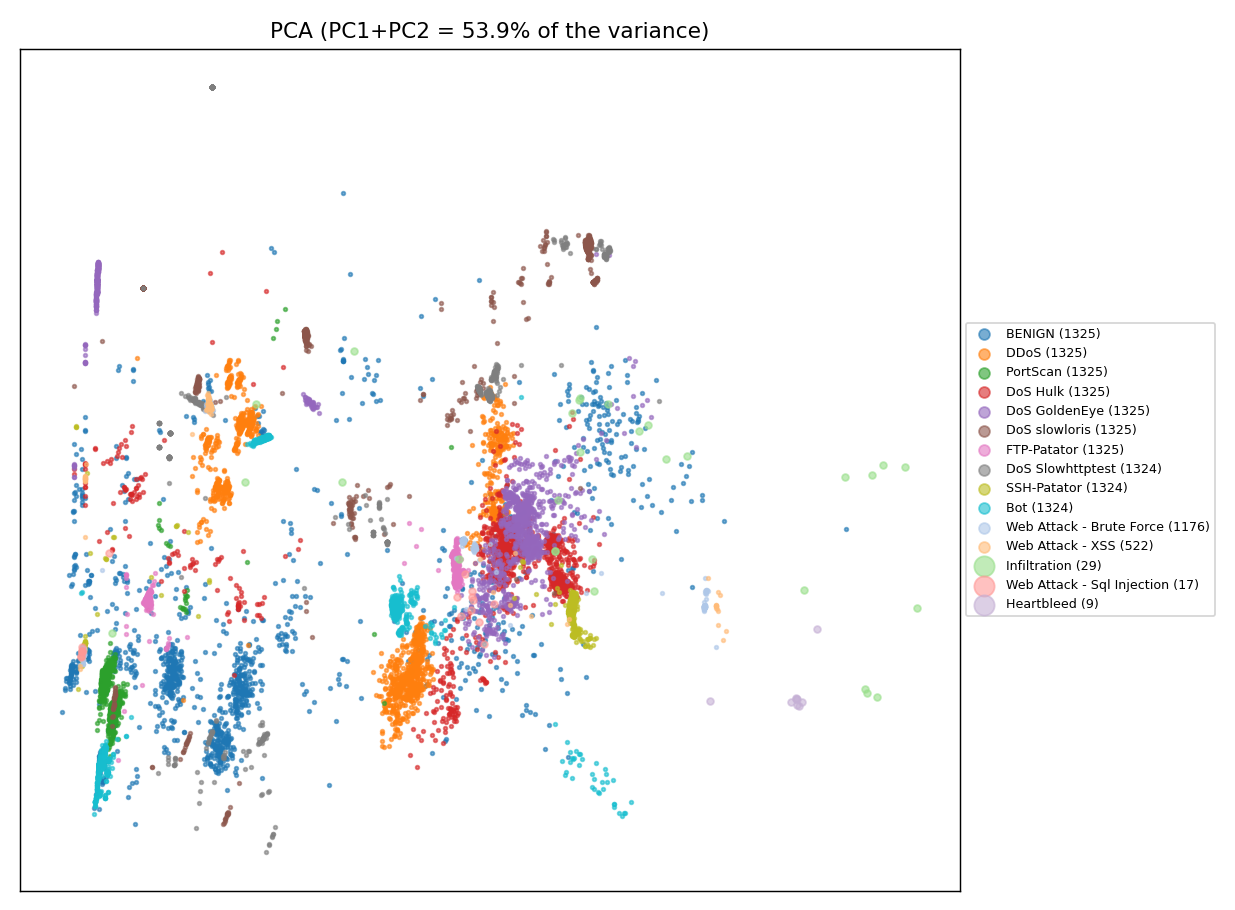 PCA (PC1+PC2 = 53.9% of the variance)
BENIGN (1325)
DDoS (1325)
PortScan (1325)
DoS Hulk (1325)
DoS GoldenEye (1325)
DoS slowloris (1325)
FTP-Patator (1325)
DoS Slowhttptest (1324)
SSH-Patator (1324)
Bot (1324)
Web Attack - Brute Force (1176)
Web Attack - XSS (522)
Infiltration (29)
Web Attack - Sql Injection (17)
Heartbleed (9)